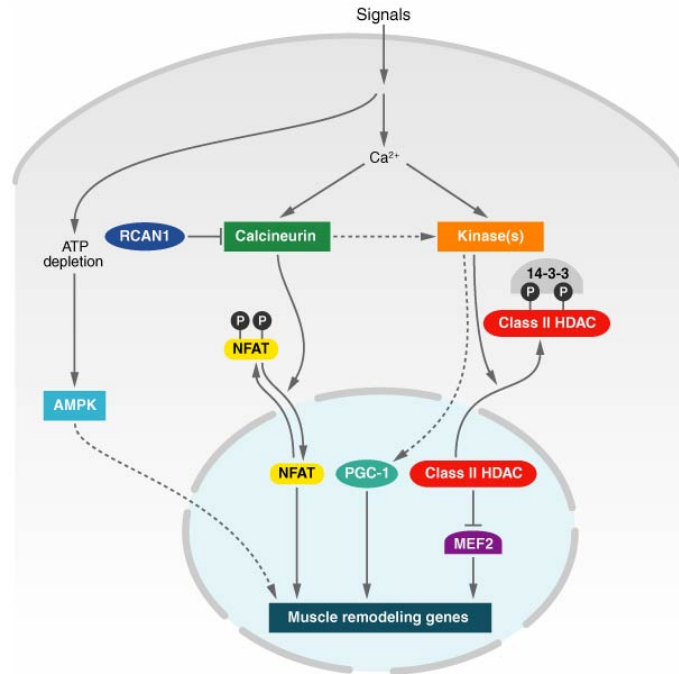 Signals
Ca²⁺
ATP
depletion
RCAN1
Calcineurin
Kinase(s)
14-3-3
P P
Class II HDAC
P P
NFAT
AMPK
NFAT
PGC-1
Class II HDAC
MEF2
Muscle remodeling genes